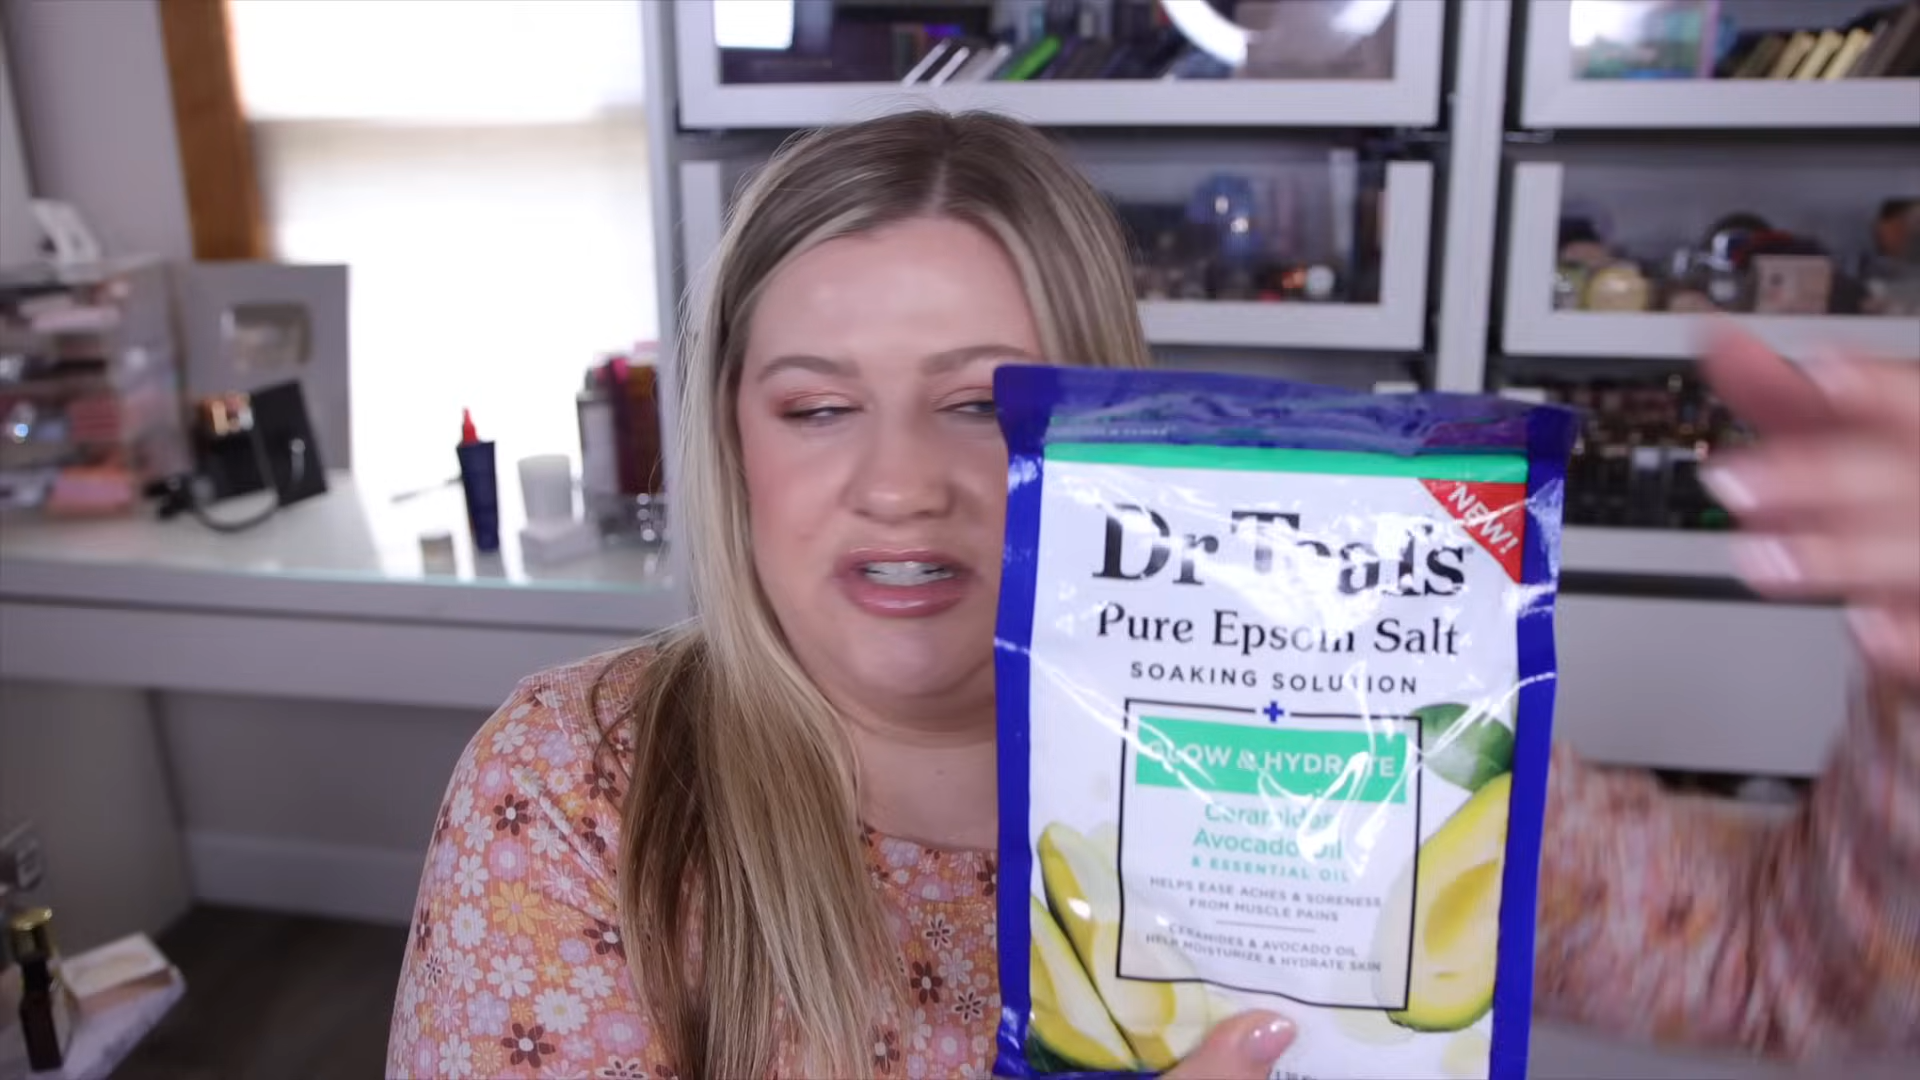 NEW!
Dr Teal's
Pure Epsom Salt
SOAKING SOLUTION
+
GLOW & HYDRATE
Ceramides
Avocado Oil
& ESSENTIAL OIL
HELPS EASE ACHES & SORENESS
FROM MUSCLE PAINS
CERAMIDES & AVOCADO OIL
HELP MOISTURIZE & HYDRATE SKIN